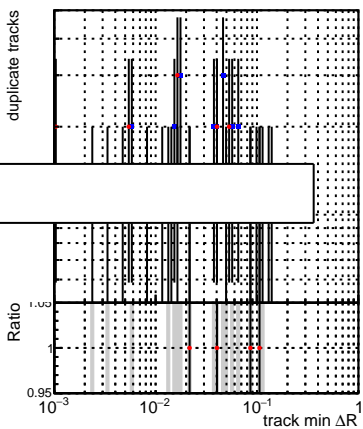 duplicate tracks
1.05
Ratio
1
0.95
10⁻³ 10⁻² 10⁻¹ 1
track min ΔR